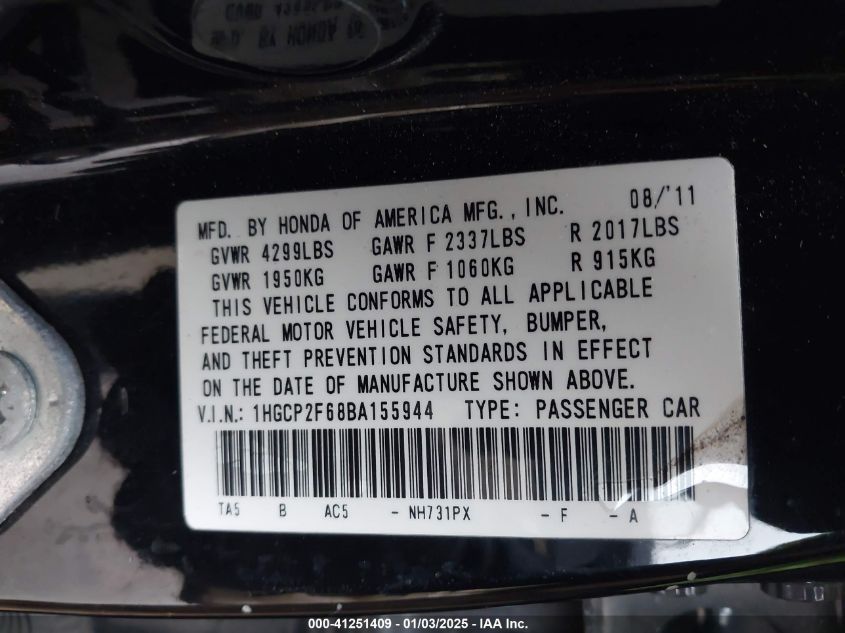 MFD. BY HONDA OF AMERICA MFG., INC. 08/'11
GVWR 4299LBS GAWR F 2337LBS R 2017LBS
GVWR 1950KG GAWR F 1060KG R 915KG
THIS VEHICLE CONFORMS TO ALL APPLICABLE
FEDERAL MOTOR VEHICLE SAFETY, BUMPER,
AND THEFT PREVENTION STANDARDS IN EFFECT
ON THE DATE OF MANUFACTURE SHOWN ABOVE.
V.I.N.: 1HGCP2F68BA155944 TYPE: PASSENGER CAR
TA5 B AC5 - NH731PX - F - A
000-41251409 - 01/03/2025 - IAA Inc.